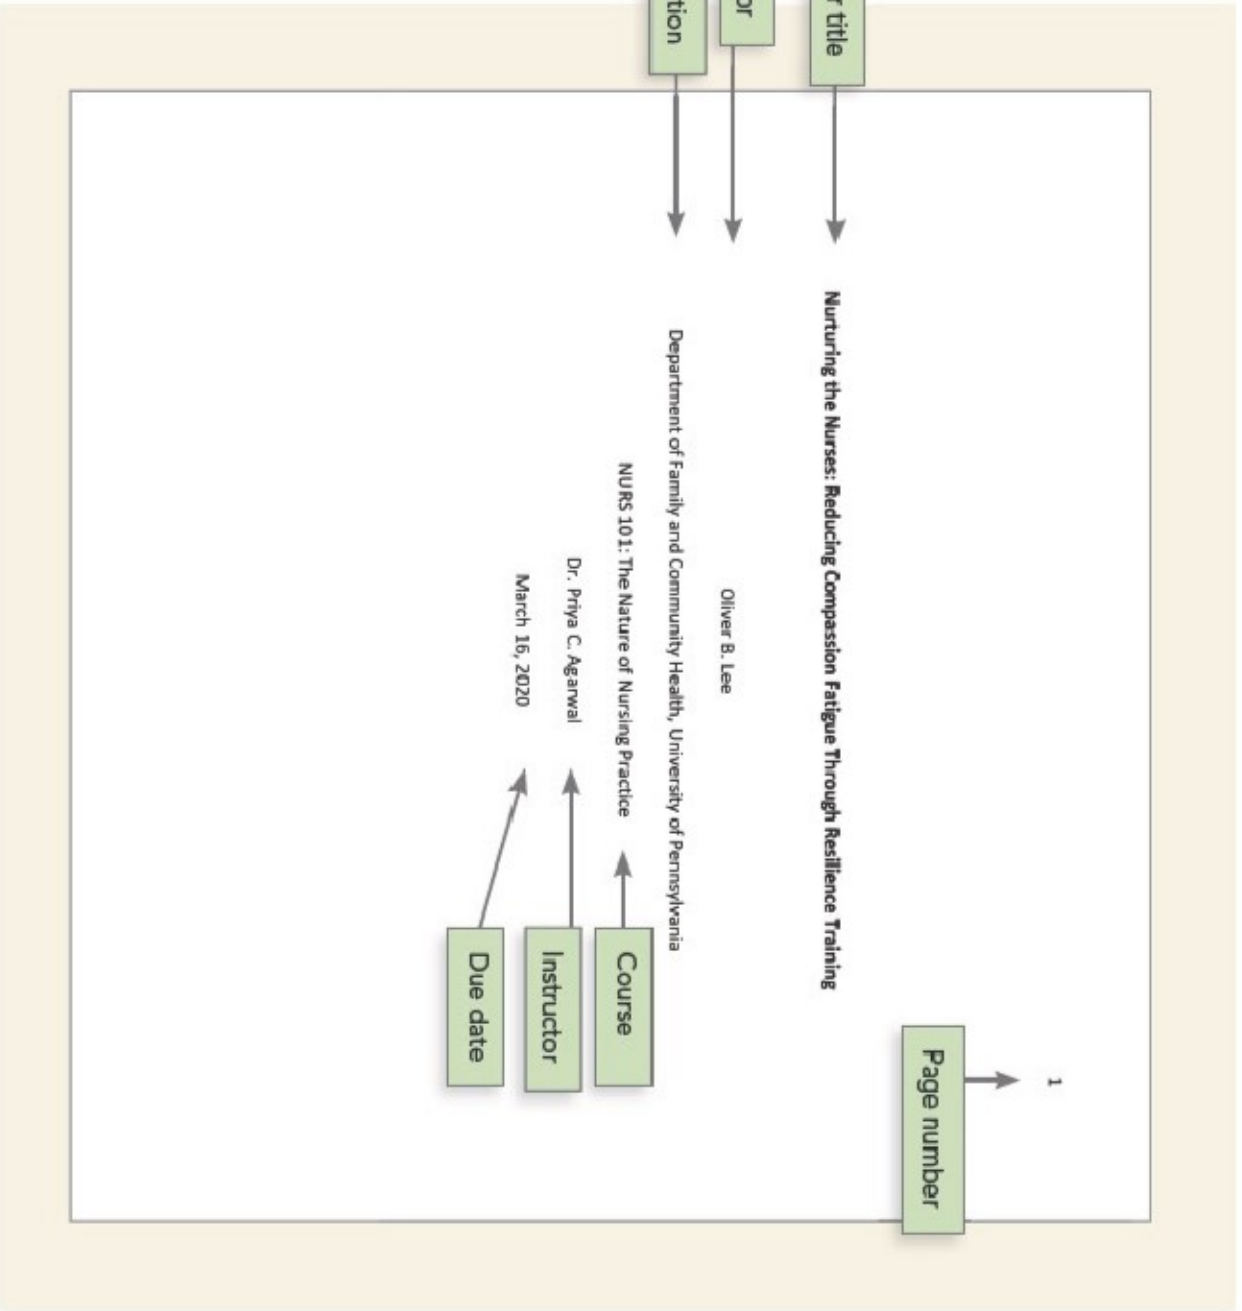 1
Page number
r title
Nurturing the Nurses: Reducing Compassion Fatigue Through Resilience Training
or
Oliver B. Lee
tion
Department of Family and Community Health, University of Pennsylvania
NURS 101: The Nature of Nursing Practice
Course
Dr. Priya C. Agarwal
Instructor
March 16, 2020
Due date